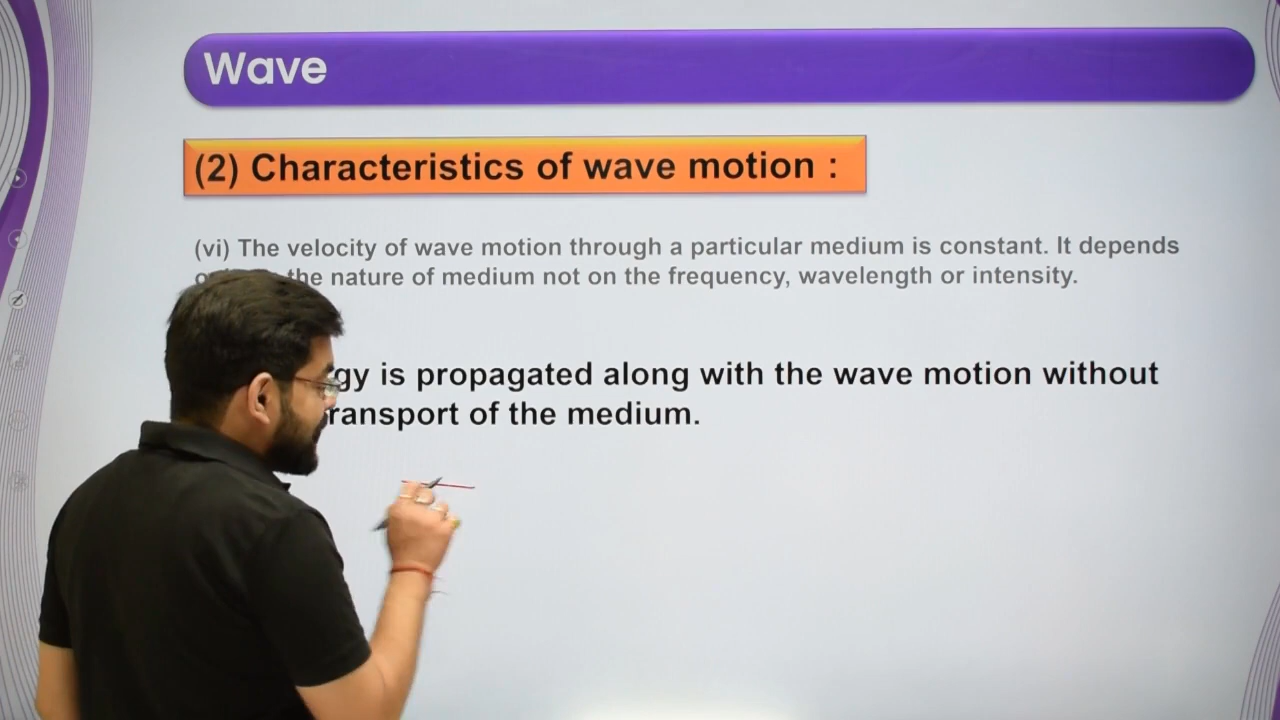 Wave
(2) Characteristics of wave motion :
(vi) The velocity of wave motion through a particular medium is constant. It depends
the nature of medium not on the frequency, wavelength or intensity.
is propagated along with the wave motion without
of the medium.